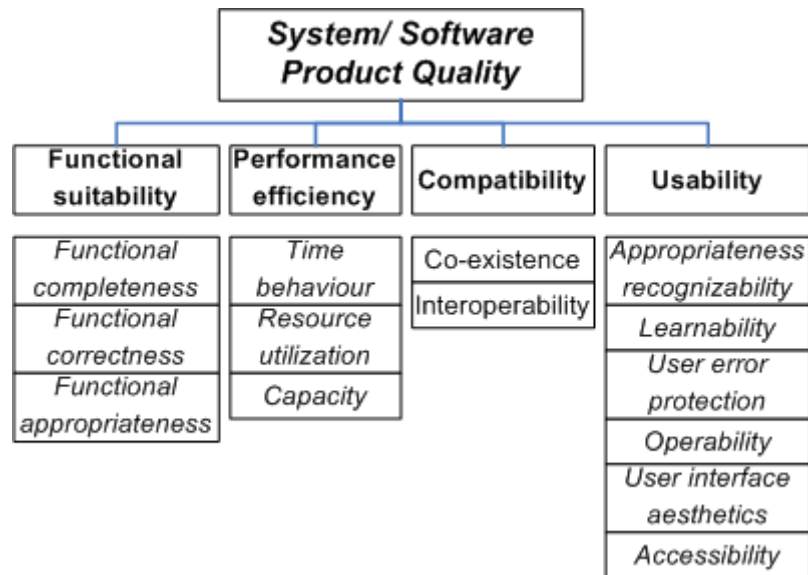 System/ Software
Product Quality
Functional
suitability
Performance
efficiency
Compatibility
Usability
Functional
completeness
Functional
correctness
Functional
appropriateness
Time
behaviour
Resource
utilization
Capacity
Co-existence
Interoperability
Appropriateness
recognizability
Learnability
User error
protection
Operability
User interface
aesthetics
Accessibility